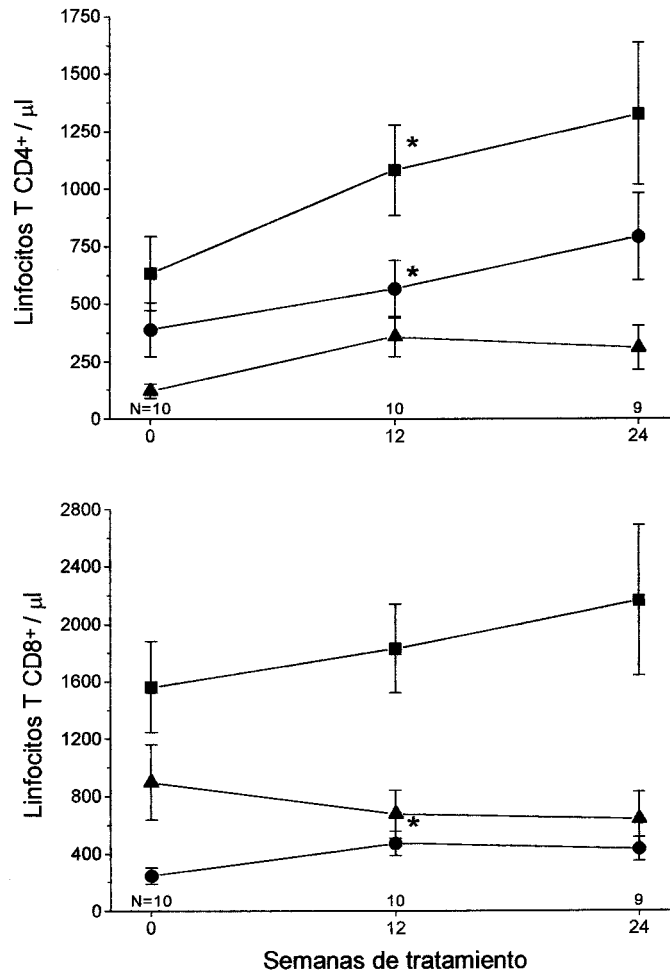 1750
1500
1250
1000
750
500
250
0
Linfocitos T CD4+ / μl
*
*
N=10 10 9
0 12 24
2800
2400
2000
1600
1200
800
400
0
Linfocitos T CD8+ / μl
*
N=10 10 9
0 12 24
Semanas de tratamiento